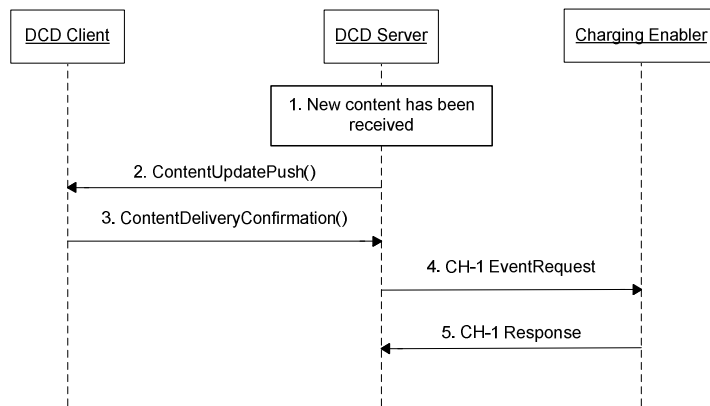 DCD Client
DCD Server
Charging Enabler
1. New content has been
received
2. ContentUpdatePush()
3. ContentDeliveryConfirmation()
4. CH-1 EventRequest
5. CH-1 Response